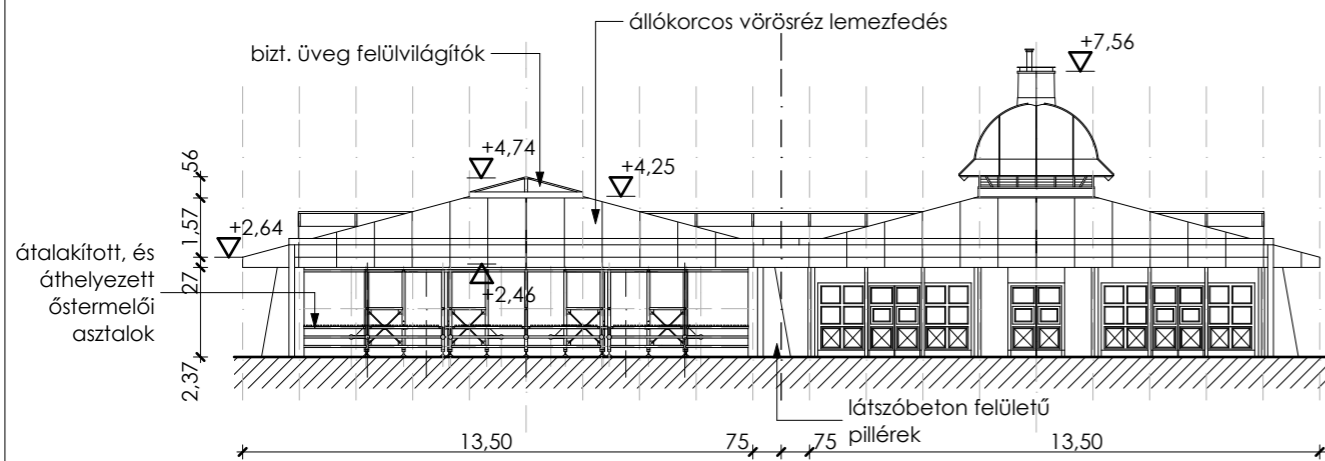 állókorcos vörösréz lemezfedés
bizt. üveg felülvilágítók
+7,56
+4,74
+4,25
56
1,57
+2,64
27
+2,46
átalakított, és
áthelyezett
őstermelői
asztalok
2,37
látszóbeton felületű
pillérek
13,50
75
75
13,50